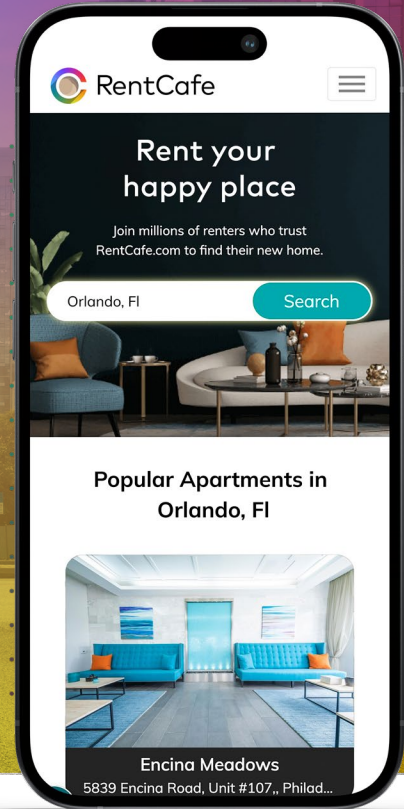 RentCafe
Rent your
happy place
Join millions of renters who trust
RentCafe.com to find their new home.
Orlando, Fl
Search
Popular Apartments in
Orlando, Fl
Encina Meadows
5839 Encina Road, Unit #107,, Philad...